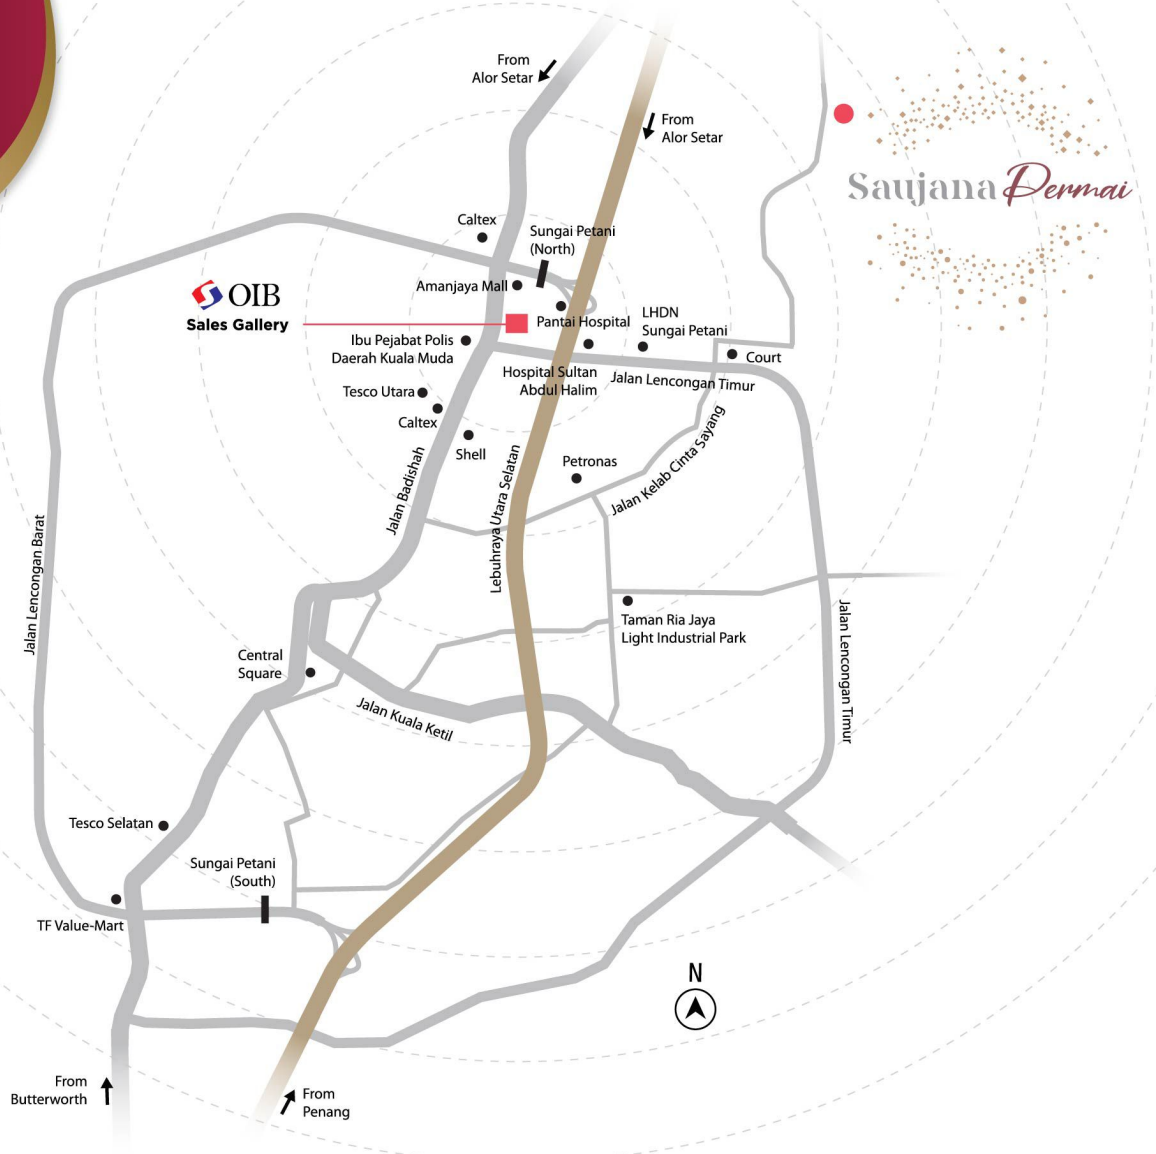 From
Alor Setar
From
Alor Setar
Saujana Dermai
Caltex
Sungai Petani
(North)
Amanjaya Mall
OIB
Sales Gallery
Pantai Hospital
LHDN
Sungai Petani
Ibu Pejabat Polis
Daerah Kuala Muda
Court
Hospital Sultan
Abdul Halim
Jalan Lencongan Timur
Tesco Utara
Caltex
Shell
Petronas
Jalan Kelab Cinta Sayang
Jalan Badishah
Lebuhraya Utara Selatan
Jalan Lencongan Barat
Taman Ria Jaya
Light Industrial Park
Jalan Lencongan Timur
Central
Square
Jalan Kuala Ketil
Tesco Selatan
Sungai Petani
(South)
TF Value-Mart
N
From
Butterworth
From
Penang